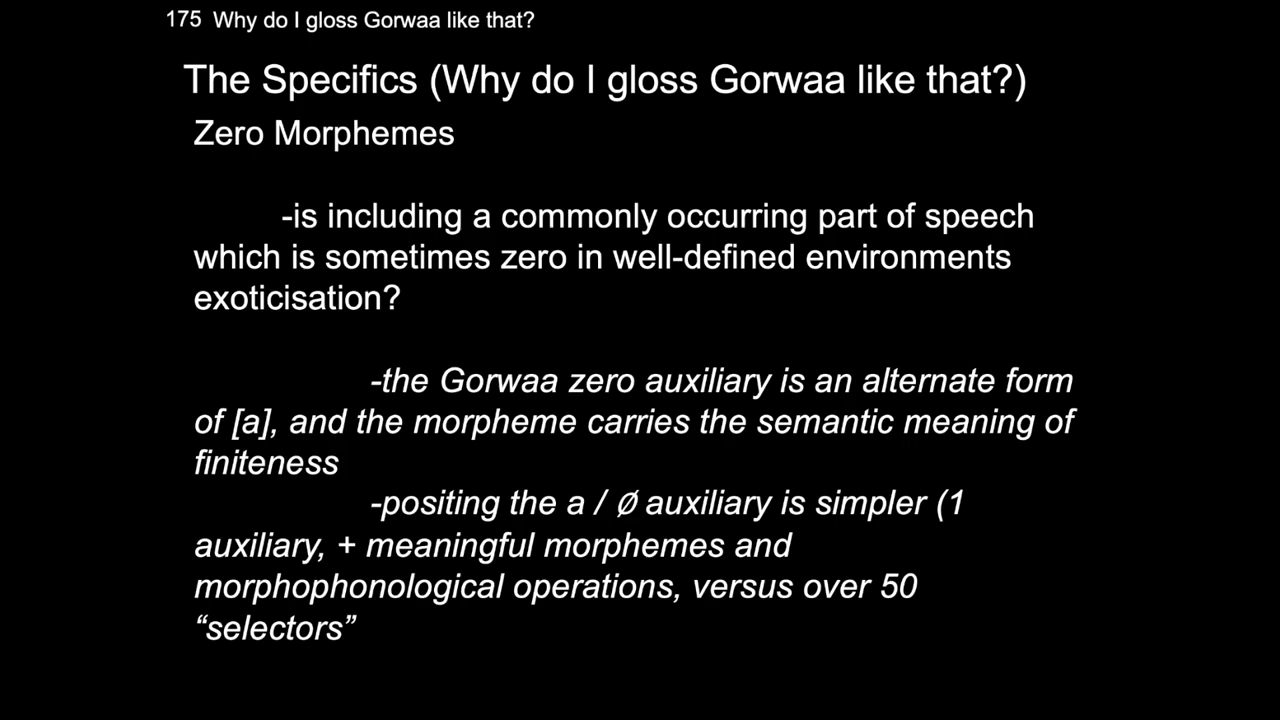 175 Why do I gloss Gorwaa like that?
The Specifics (Why do I gloss Gorwaa like that?)
Zero Morphemes
-is including a commonly occurring part of speech
which is sometimes zero in well-defined environments
exoticisation?
-the Gorwaa zero auxiliary is an alternate form
of [a], and the morpheme carries the semantic meaning of
finiteness
-positing the a / Ø auxiliary is simpler (1
auxiliary, + meaningful morphemes and
morphophonological operations, versus over 50
“selectors”